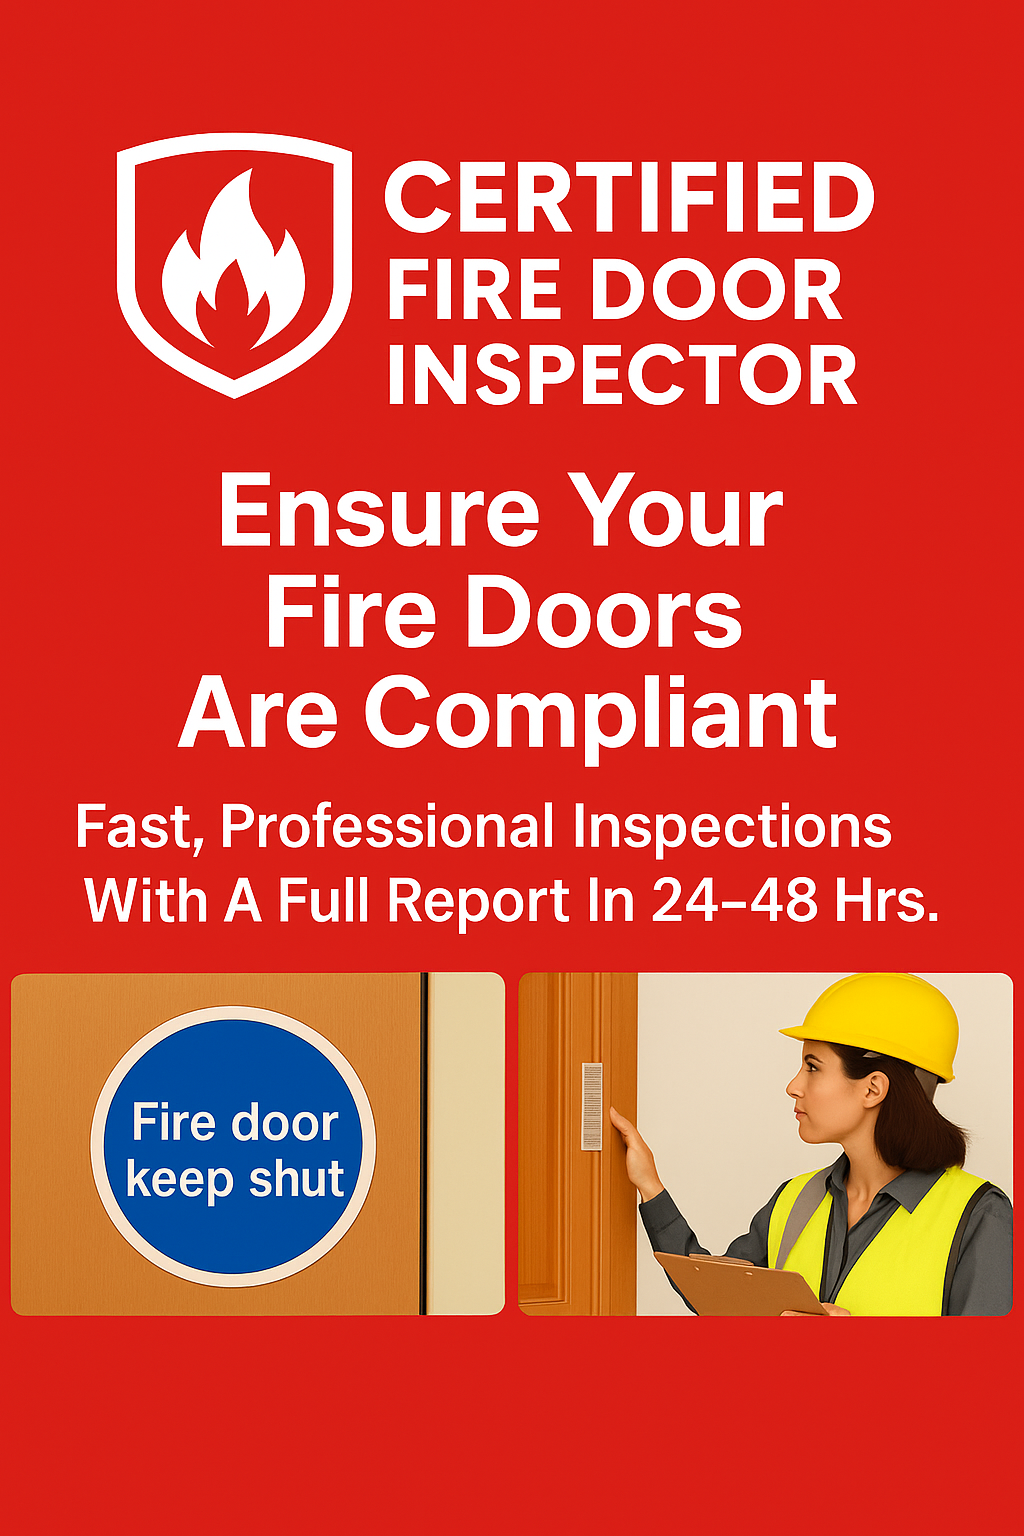 CERTIFIED
FIRE DOOR
INSPECTOR
Ensure Your
Fire Doors
Are Compliant
Fast, Professional Inspections
With A Full Report In 24–48 Hrs.
Fire door
keep shut